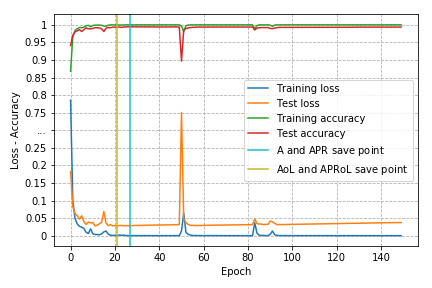 1
0.95
0.9
0.85
0.8
0.75
...
0.2
0.15
0.1
0.05
0
Loss - Accuracy
0
20
40
60
80
100
120
140
Epoch
Training loss
Test loss
Training accuracy
Test accuracy
A and APR save point
AoL and APRoL save point